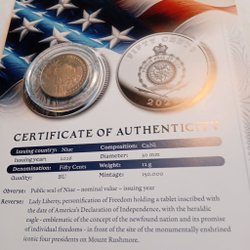 FIFTY CENTS
CERTIFICATE OF AUTHENTICITY
Issuing country: Niue Composition: CuNi
Issuing year: 2026 Diameter: 30 mm
Denomination: Fifty Cents Weight: 12 g
Quality: BU Mintage: 150.000
Obverse: Public seal of Niue – nominal value – issuing year
Reverse: Lady Liberty, personification of Freedom holding a tablet inscribed with
the date of America's Declaration of Independence, with the heraldic
eagle - emblematic of the concept of the newfound nation and its promise
of individual freedoms - in front of the site of the monumentally enshrined
iconic four presidents on Mount Rushmore.